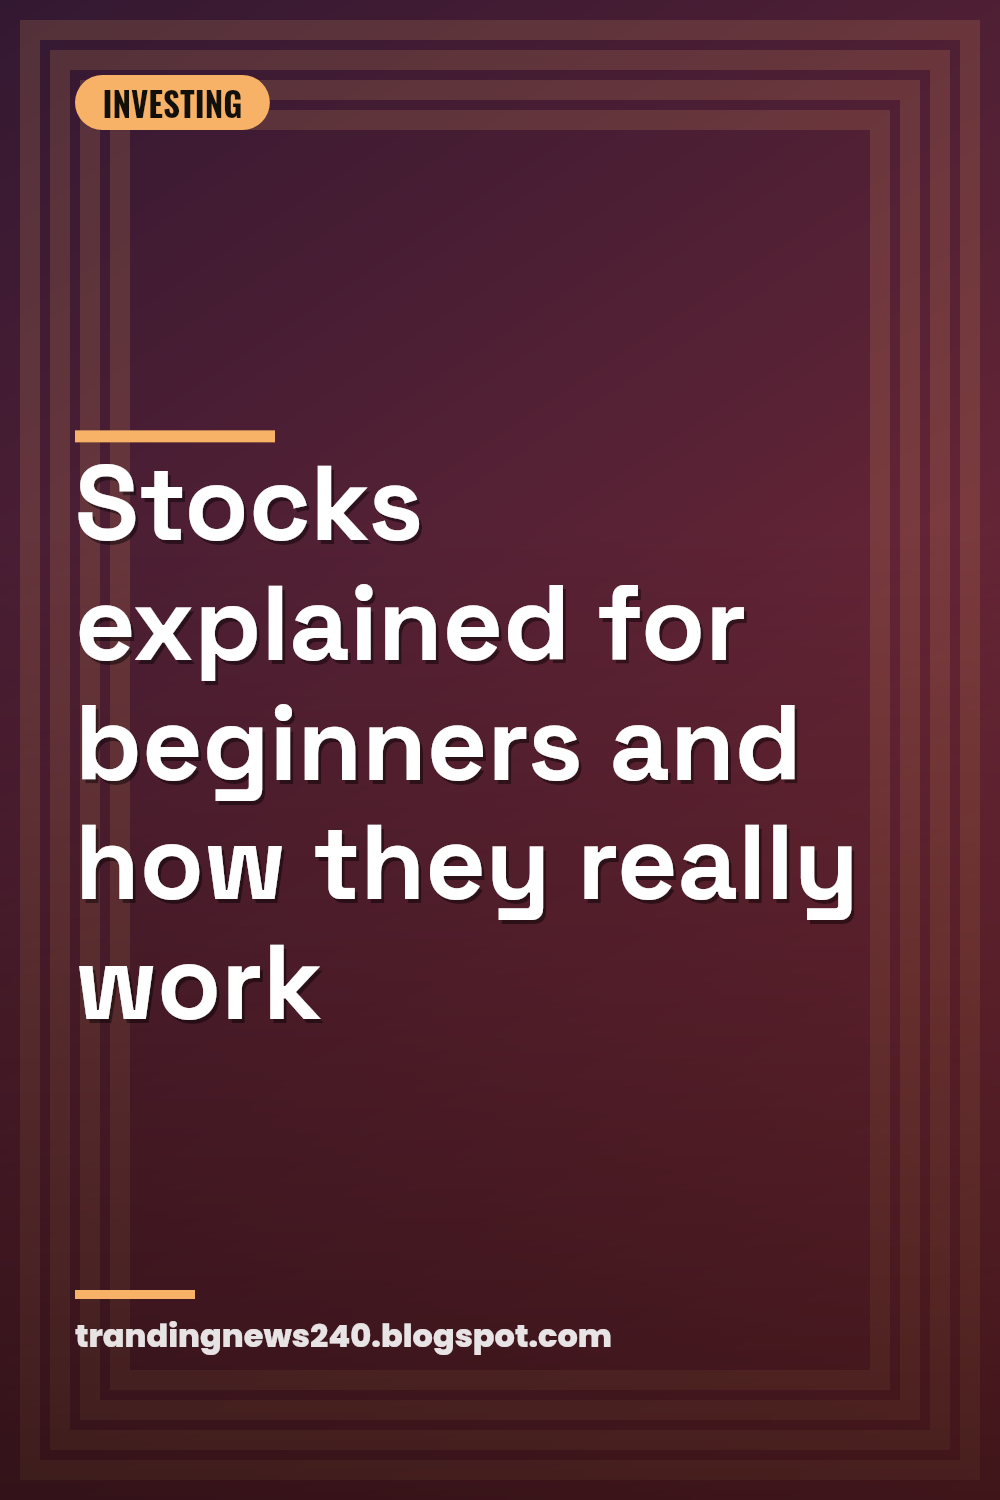 INVESTING
Stocks
explained for
beginners and
how they really
work
trandingnews240.blogspot.com